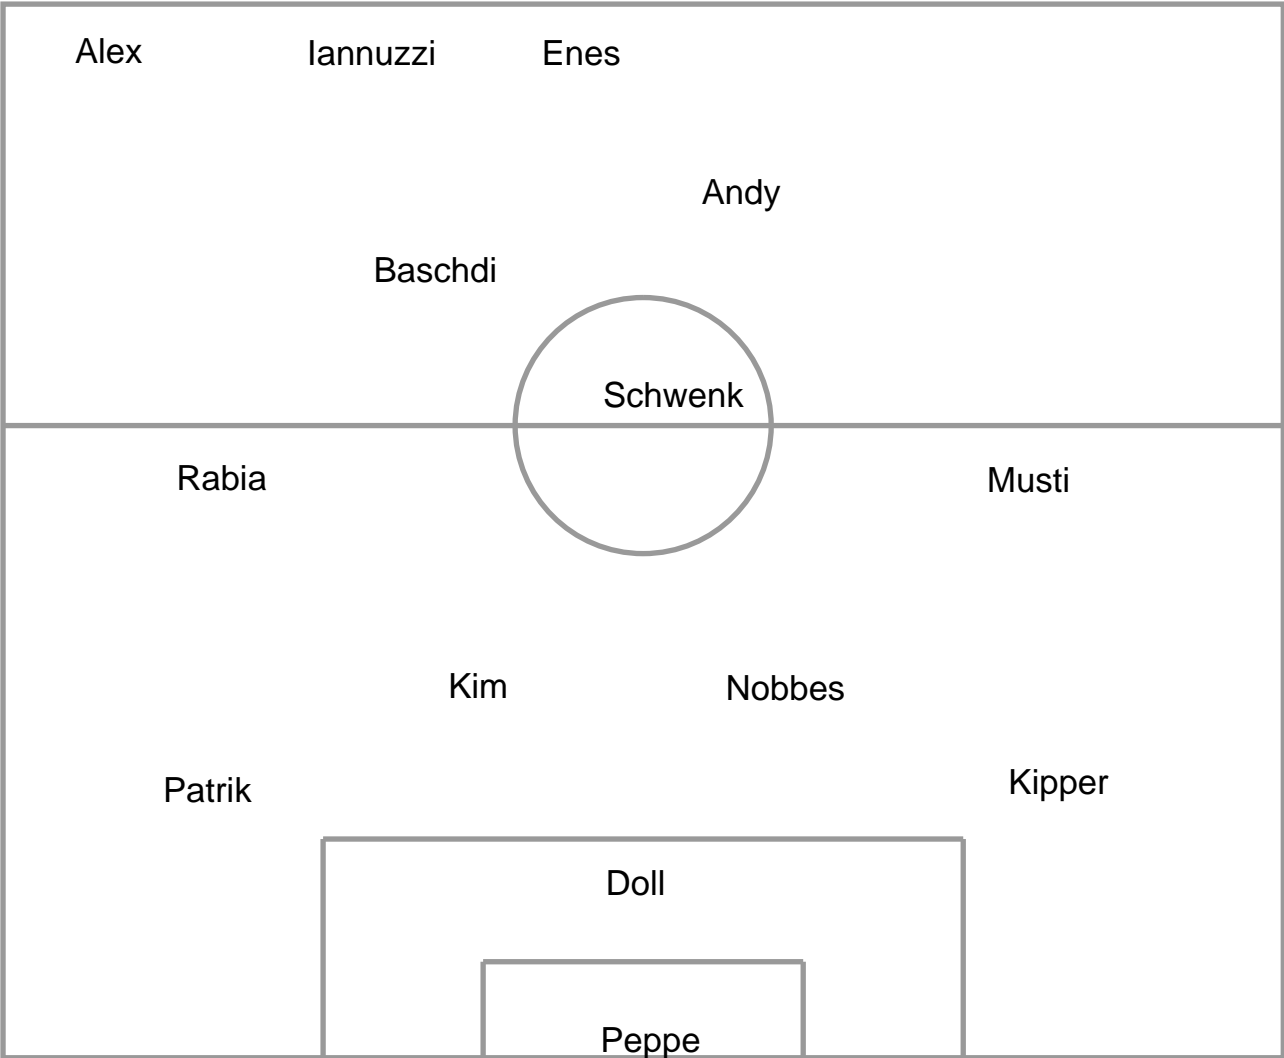 Alex Iannuzzi Enes
Andy
Baschdi
Schwenk
Rabia Musti
Kim Nobbes
Patrik Kipper
Doll
Peppe